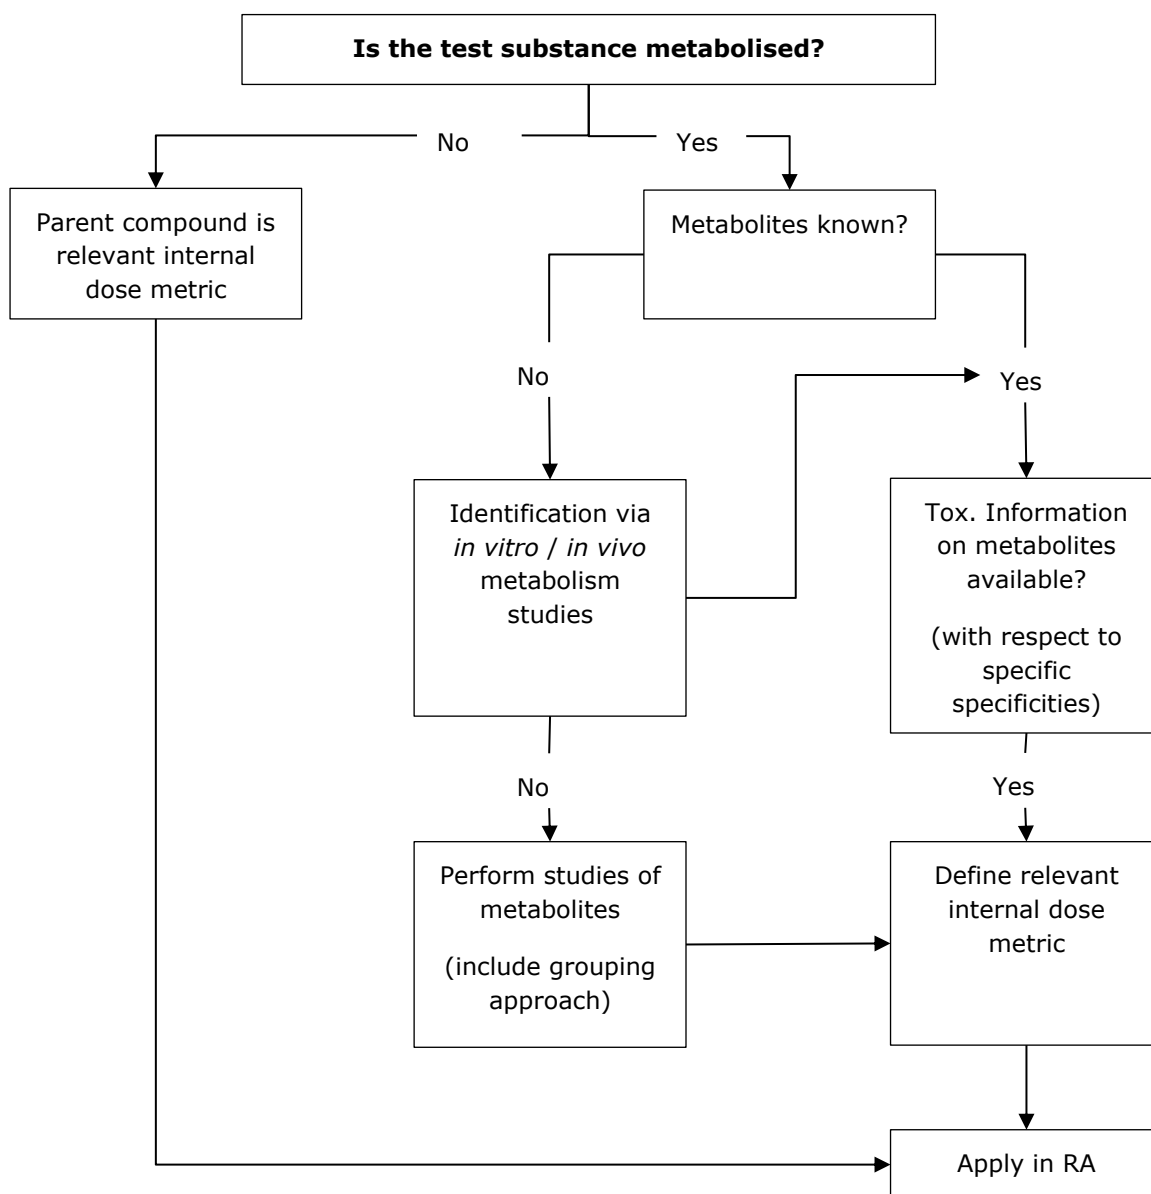 Is the test substance metabolised?
No
Yes
Parent compound is
relevant internal
dose metric
Metabolites known?
No
Yes
Identification via
in vitro / in vivo
metabolism
studies
Tox. Information
on metabolites
available?
(with respect to
specific
specificities)
No
Yes
Perform studies of
metabolites
(include grouping
approach)
Define relevant
internal dose
metric
Apply in RA